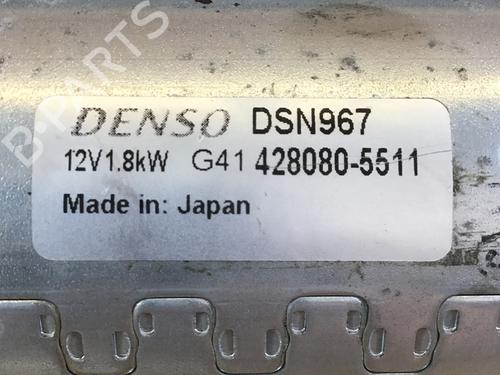 B-PARTS
DENSO DSN967
12V1.8kW G41 428080-5511
Made in: Japan